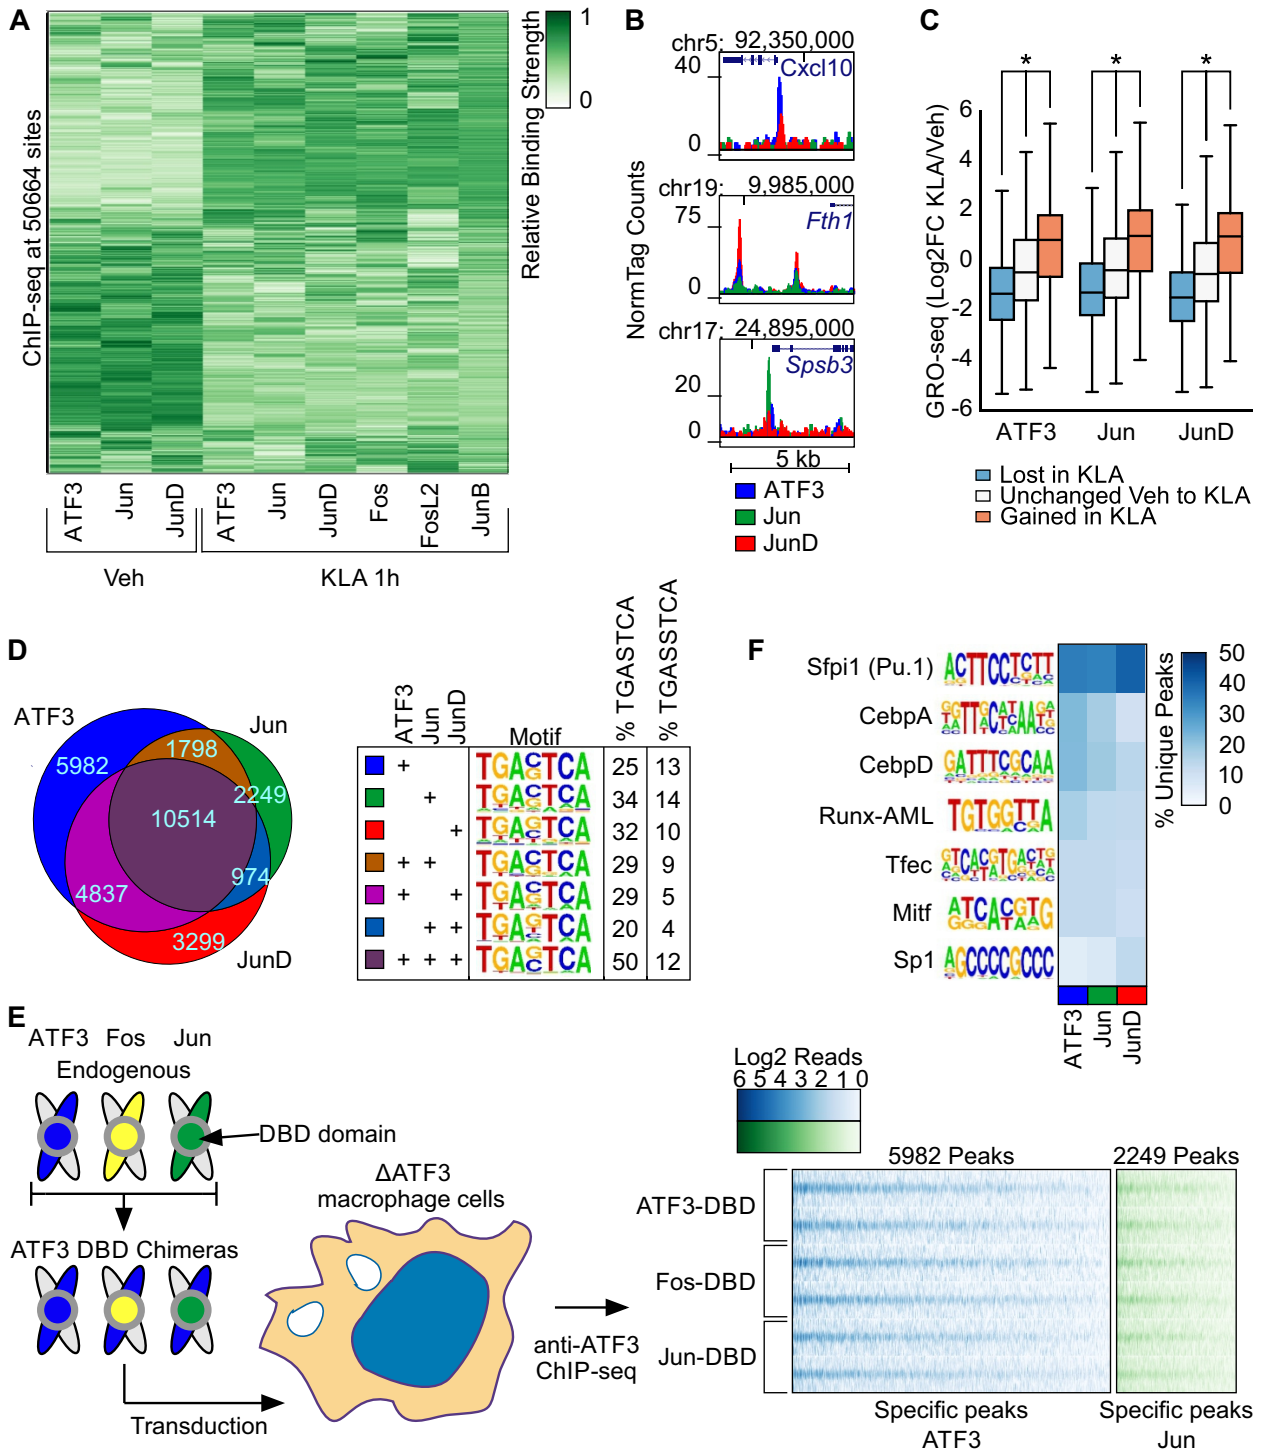 A
ChIP-seq at 50664 sites
Relative Binding Strength
1
0
ATF3
Jun
JunD
ATF3
Jun
JunD
Fos
FosL2
JunB
Veh
KLA 1h
B
NormTag Counts
chr5: 92,350,000
40
0
Cxcl10
chr19: 9,985,000
75
0
Fth1
chr17: 24,895,000
20
0
Spsb3
5 kb
ATF3
Jun
JunD
C
GRO-seq (Log2FC KLA/Veh)
6
4
2
0
-2
-4
-6
* * *
ATF3 Jun JunD
Lost in KLA
Unchanged Veh to KLA
Gained in KLA
D
ATF3
Jun
JunD
5982
1798
2249
10514
974
4837
3299
ATF3
Jun
JunD
Motif
% TGASTCA
% TGASSTCA
+ 25 13
+ 34 14
+ 32 10
+ + 29 9
+ + 29 5
+ + 20 4
+ + + 50 12
E
ATF3 Fos Jun
Endogenous
DBD domain
ATF3 DBD Chimeras
Transduction
ΔATF3
macrophage cells
anti-ATF3
ChIP-seq
Log2 Reads
6 5 4 3 2 1 0
5982 Peaks
2249 Peaks
ATF3-DBD
Fos-DBD
Jun-DBD
Specific peaks
ATF3
Specific peaks
Jun
F
Sfpi1 (Pu.1)
CebpA
CebpD
Runx-AML
Tfec
Mitf
Sp1
ATF3
Jun
JunD
% Unique Peaks
50
40
30
20
10
0